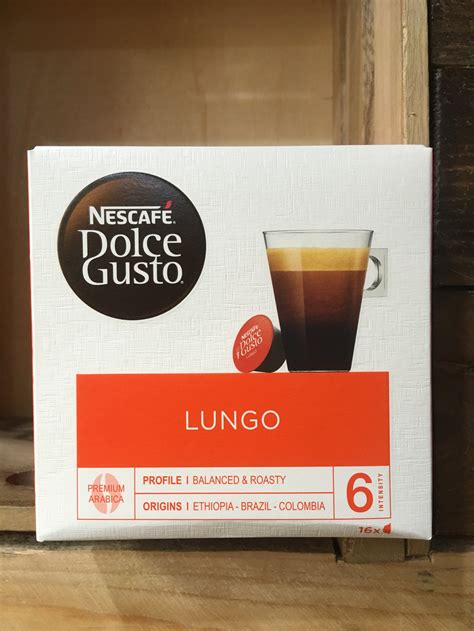 NESCAFÉ
Dolce
Gusto
NESCAFÉ
Dolce
Gusto
LUNGO
PREMIUM
ARABICA
PROFILE | BALANCED & ROASTY
ORIGINS | ETHIOPIA - BRAZIL - COLOMBIA
6
INTENSITY
16x